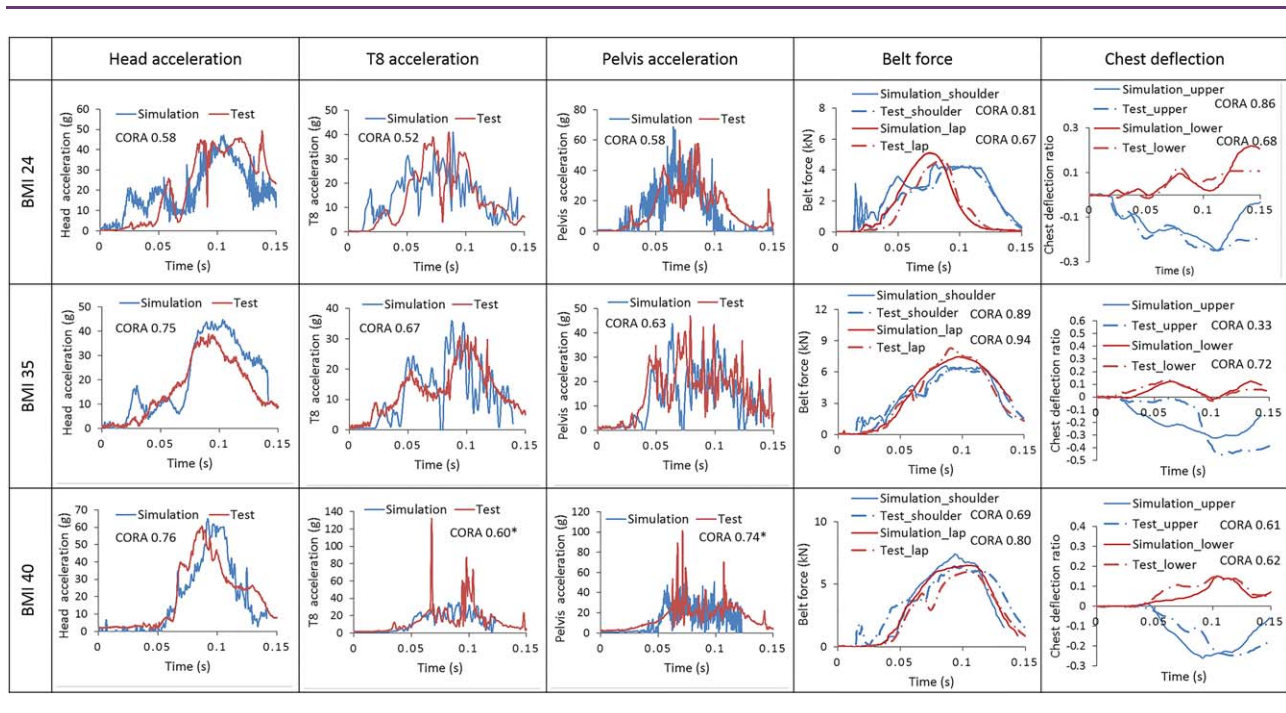 Head acceleration
T8 acceleration
Pelvis acceleration
Belt force
Chest deflection
BMI 24
Simulation Test
CORA 0.58
Head acceleration (g)
60
50
40
30
20
10
0
0 0.05 0.1 0.15
Time (s)
Simulation Test
CORA 0.52
T8 acceleration (g)
50
40
30
20
10
0
0 0.05 0.1 0.15
Time (s)
Simulation Test
CORA 0.58
Pelvis acceleration (g)
80
60
40
20
0
0 0.05 0.1 0.15
Time (s)
Simulation_shoulder
Test_shoulder CORA 0.81
Simulation_lap
Test_lap CORA 0.67
Belt force (kN)
8
6
4
2
0
0 0.05 0.1 0.15
Time (s)
Simulation_upper
Test_upper CORA 0.86
Simulation_lower
Test_lower CORA 0.68
Chest deflection ratio
0.3
0.1
-0.1
-0.3
0 0.05 0.1 0.15
Time (s)
BMI 35
Simulation Test
CORA 0.75
Head acceleration (g)
50
40
30
20
10
0
0 0.05 0.1 0.15
Time (s)
Simulation Test
CORA 0.67
T8 acceleration (g)
40
30
20
10
0
0 0.05 0.1 0.15
Time (s)
Simulation Test
CORA 0.63
Pelvis acceleration (g)
50
40
30
20
10
0
0 0.05 0.1 0.15
Time (s)
Simulation_shoulder
Test_shoulder CORA 0.89
Simulation_lap
Test_lap CORA 0.94
Belt force (kN)
12
9
6
3
0
0 0.05 0.1 0.15
Time (s)
Simulation_upper
Test_upper CORA 0.33
Simulation_lower
Test_lower CORA 0.72
Chest deflection ratio
0.6
0.5
0.4
0.3
0.2
0.1
0
-0.1
-0.2
-0.3
-0.4
-0.5
0 0.05 0.1 0.15
Time (s)
BMI 40
Simulation Test
CORA 0.76
Head acceleration (g)
70
60
50
40
30
20
10
0
0 0.05 0.1 0.15
Time (s)
Simulation Test
CORA 0.60*
T8 acceleration (g)
140
120
100
80
60
40
20
0
0 0.05 0.1 0.15
Time (s)
Simulation Test
CORA 0.74*
Pelvis acceleration (g)
120
100
80
60
40
20
0
0 0.05 0.1 0.15
Time (s)
Simulation_shoulder
Test_shoulder CORA 0.69
Simulation_lap
Test_lap CORA 0.80
Belt force (kN)
10
5
0
0 0.05 0.1 0.15
Time (s)
Simulation_upper
Test_upper CORA 0.61
Simulation_lower
Test_lower CORA 0.62
Chest deflection ratio
0.4
0.3
0.2
0.1
0
-0.1
-0.2
-0.3
0 0.05 0.1 0.15
Time (s)